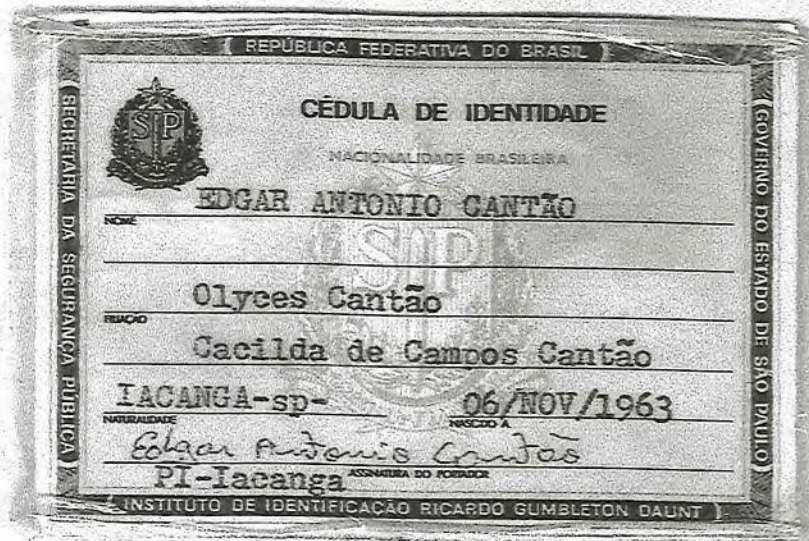 REPÚBLICA FEDERATIVA DO BRASIL
SECRETARIA DA SEGURANÇA PÚBLICA
GOVERNO DO ESTADO DE SÃO PAULO
SP
CÉDULA DE IDENTIDADE
NACIONALIDADE BRASILEIRA
EDGAR ANTONIO CANTÃO
NOME
SP
Olyces Cantão
FILIAÇÃO
Cacilda de Campos Cantão
IACANGA-sp- 06/NOV/1963
NATURALIDADE NASCIDO A
Edgar Antonio Cantão
PI-Iacanga ASSINATURA DO PORTADOR
INSTITUTO DE IDENTIFICAÇÃO RICARDO GUMBLETON DAUNT